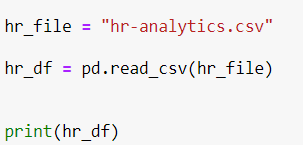 hr_file = "hr-analytics.csv"
hr_df = pd.read_csv(hr_file)
print(hr_df)